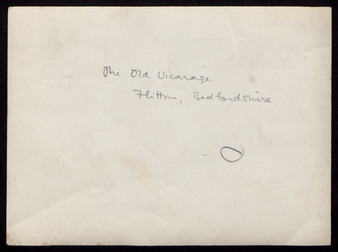 The Old Vicarage
Flitton, Bedfordshire